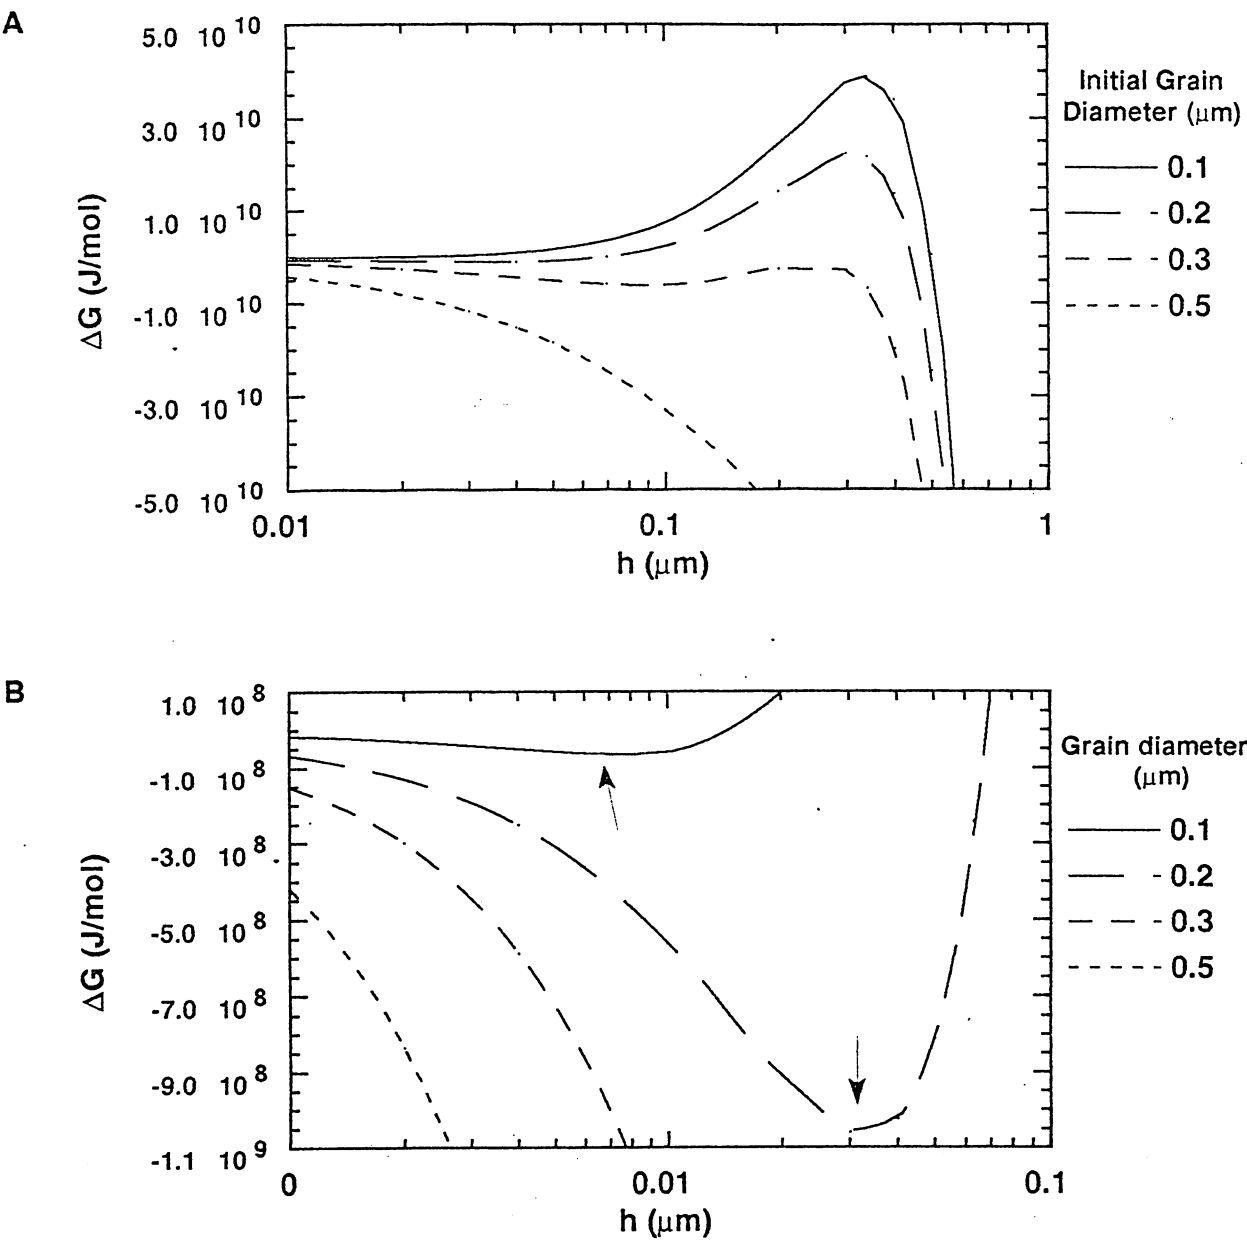 A
5.0 10 10
3.0 10 10
1.0 10 10
-1.0 10 10
-3.0 10 10
-5.0 10 10
ΔG (J/mol)
0.01 0.1 1
h (μm)
Initial Grain
Diameter (μm)
0.1
0.2
0.3
0.5
B
1.0 10 8
-1.0 10 8
-3.0 10 8
-5.0 10 8
-7.0 10 8
-9.0 10 8
-1.1 10 9
ΔG (J/mol)
0 0.01 0.1
h (μm)
Grain diameter
(μm)
0.1
0.2
0.3
0.5